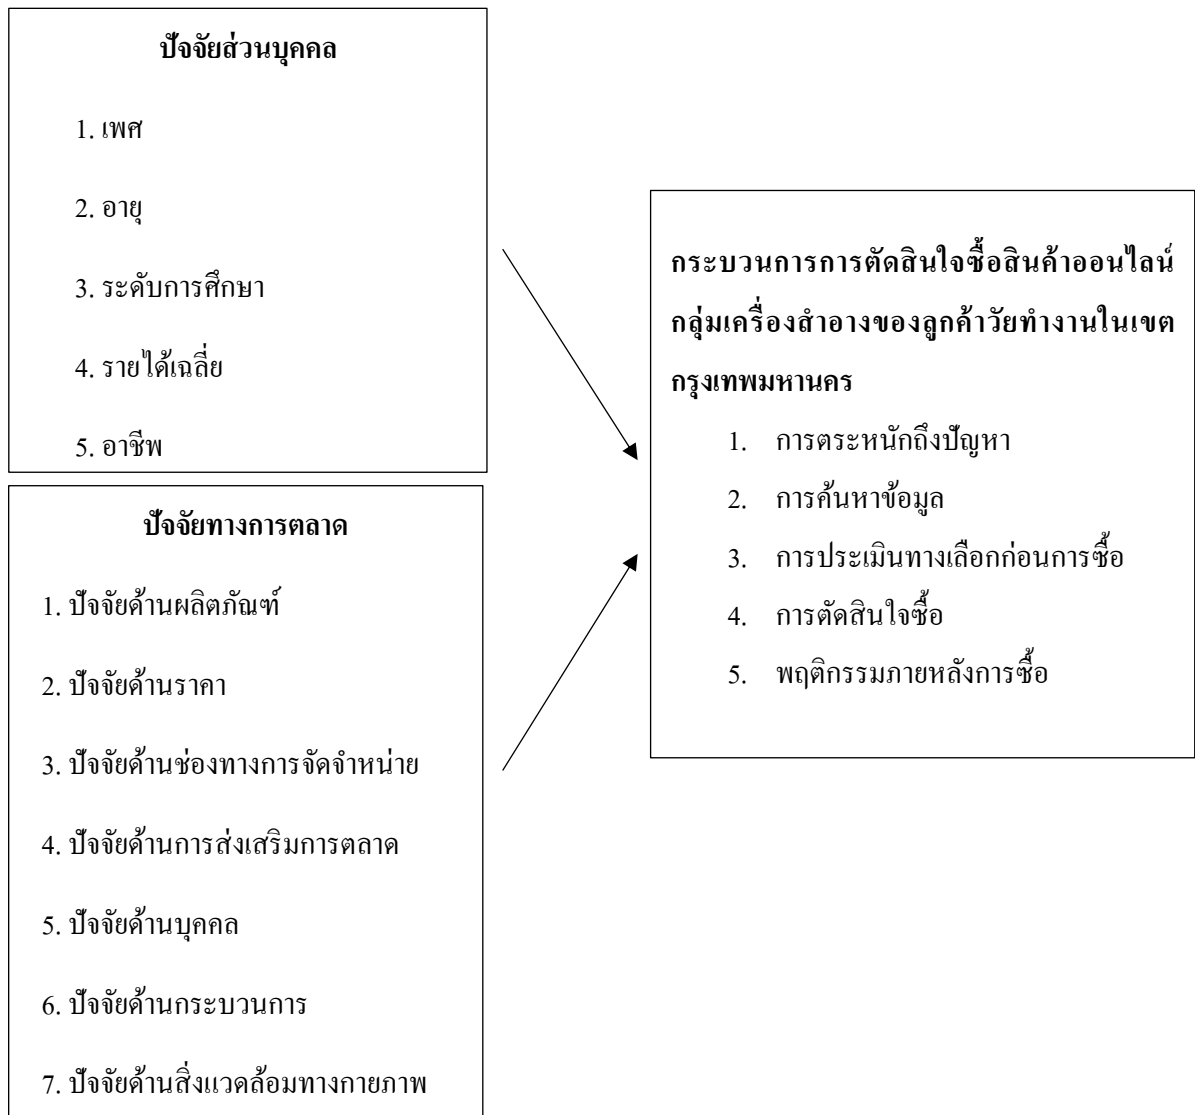 ปัจจัยส่วนบุคคล
1. เพศ
2. อายุ
3. ระดับการศึกษา
4. รายได้เฉลี่ย
5. อาชีพ
ปัจจัยทางการตลาด
1. ปัจจัยด้านผลิตภัณฑ์
2. ปัจจัยด้านราคา
3. ปัจจัยด้านช่องทางการจัดจำหน่าย
4. ปัจจัยด้านการส่งเสริมการตลาด
5. ปัจจัยด้านบุคคล
6. ปัจจัยด้านกระบวนการ
7. ปัจจัยด้านสิ่งแวดล้อมทางกายภาพ
กระบวนการการตัดสินใจซื้อสินค้าออนไลน์
กลุ่มเครื่องสำอางของลูกค้าวัยทำงานในเขต
กรุงเทพมหานคร
1. การตระหนักถึงปัญหา
2. การค้นหาข้อมูล
3. การประเมินทางเลือกก่อนการซื้อ
4. การตัดสินใจซื้อ
5. พฤติกรรมภายหลังการซื้อ